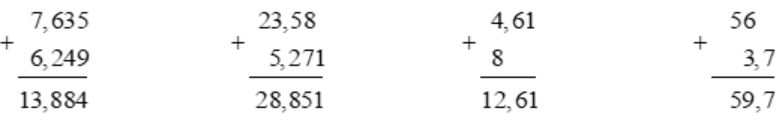 7,635 23,58 4,61 56
+ + + +
6,249 5,271 8 3,7
13,884 28,851 12,61 59,7